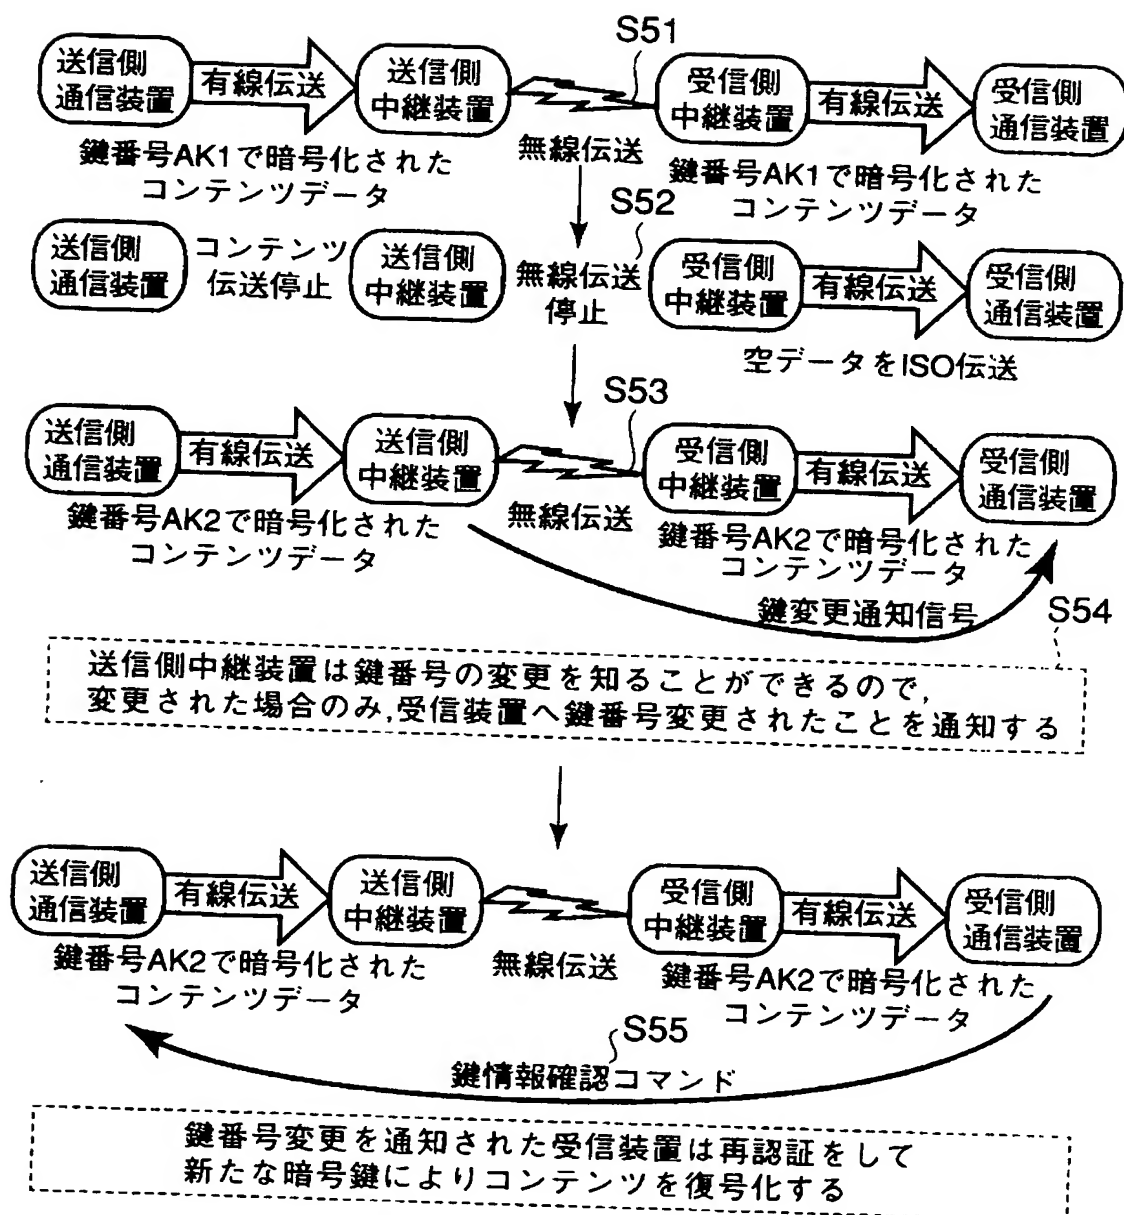 S51
送信側
通信装置
有線伝送
送信側
中継装置
無線伝送
受信側
中継装置
有線伝送
受信側
通信装置
鍵番号AK1で暗号化された
コンテンツデータ
鍵番号AK1で暗号化された
コンテンツデータ
S52
送信側
通信装置
コンテンツ
伝送停止
送信側
中継装置
無線伝送
停止
受信側
中継装置
有線伝送
受信側
通信装置
空データをISO伝送
S53
送信側
通信装置
有線伝送
送信側
中継装置
無線伝送
受信側
中継装置
有線伝送
受信側
通信装置
鍵番号AK2で暗号化された
コンテンツデータ
鍵番号AK2で暗号化された
コンテンツデータ
鍵変更通知信号
S54
送信側中継装置は鍵番号の変更を知ることができるので,
変更された場合のみ,受信装置へ鍵番号変更されたことを通知する
送信側
通信装置
有線伝送
送信側
中継装置
無線伝送
受信側
中継装置
有線伝送
受信側
通信装置
鍵番号AK2で暗号化された
コンテンツデータ
鍵番号AK2で暗号化された
コンテンツデータ
S55
鍵情報確認コマンド
鍵番号変更を通知された受信装置は再認証をして
新たな暗号鍵によりコンテンツを復号化する